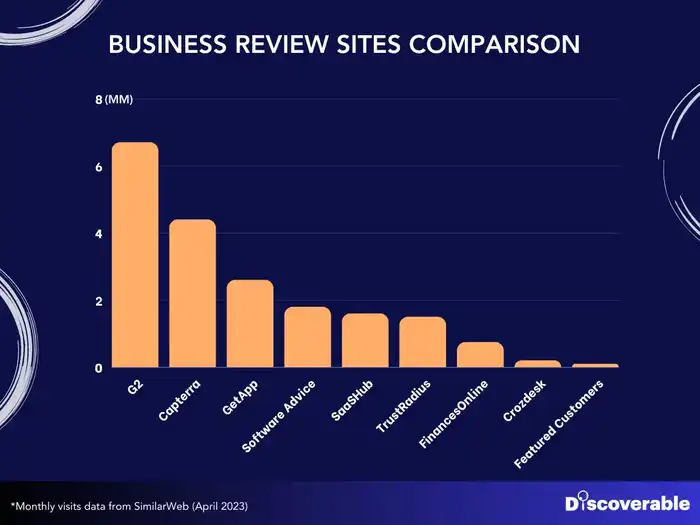 BUSINESS REVIEW SITES COMPARISON
8 (MM)
6
4
2
0
G2
Capterra
GetApp
Software Advice
SaaSHub
TrustRadius
FinancesOnline
Crozdesk
Featured Customers
*Monthly visits data from SimilarWeb (April 2023)
Discoverable